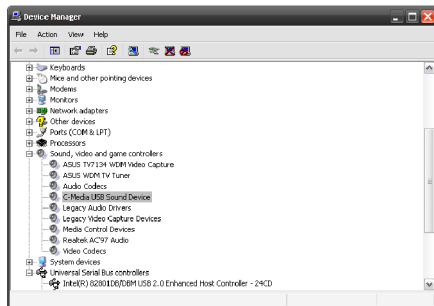 Device Manager
File Action View Help
Keyboards
Mice and other pointing devices
Modems
Monitors
Network adapters
Other devices
Ports (COM & LPT)
Processors
Sound, video and game controllers
ASUS TV7134 WDM Video Capture
ASUS WDM TV Tuner
Audio Codecs
C-Media USB Sound Device
Legacy Audio Drivers
Legacy Video Capture Devices
Media Control Devices
Realtek AC'97 Audio
Video Codecs
System devices
Universal Serial Bus controllers
Intel(R) 82801DB/DBM USB 2.0 Enhanced Host Controller - 24CD